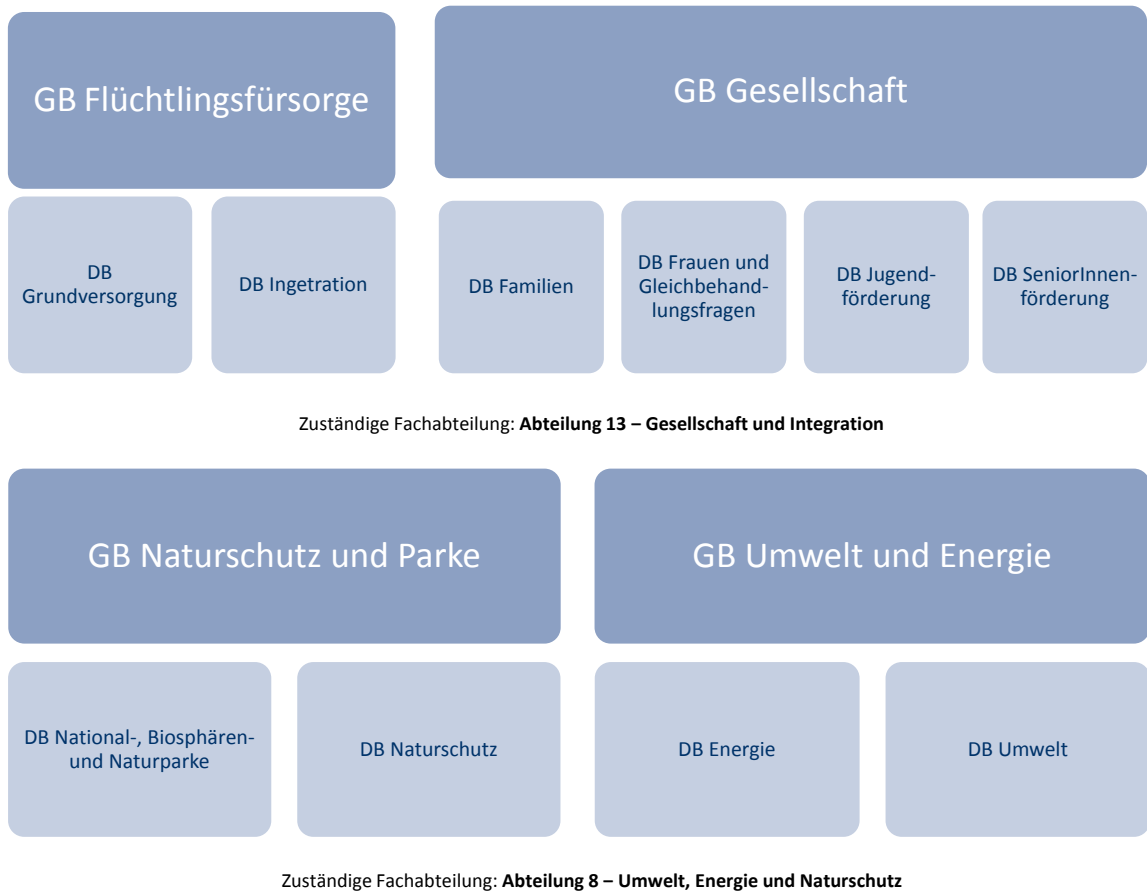 GB Flüchtlingsfürsorge
GB Gesellschaft
DB
Grundversorgung
DB Ingetration
DB Familien
DB Frauen und
Gleichbehand-
lungsfragen
DB Jugend-
förderung
DB SeniorInnen-
förderung
Zuständige Fachabteilung: Abteilung 13 – Gesellschaft und Integration
GB Naturschutz und Parke
GB Umwelt und Energie
DB National-, Biosphären-
und Naturparke
DB Naturschutz
DB Energie
DB Umwelt
Zuständige Fachabteilung: Abteilung 8 – Umwelt, Energie und Naturschutz